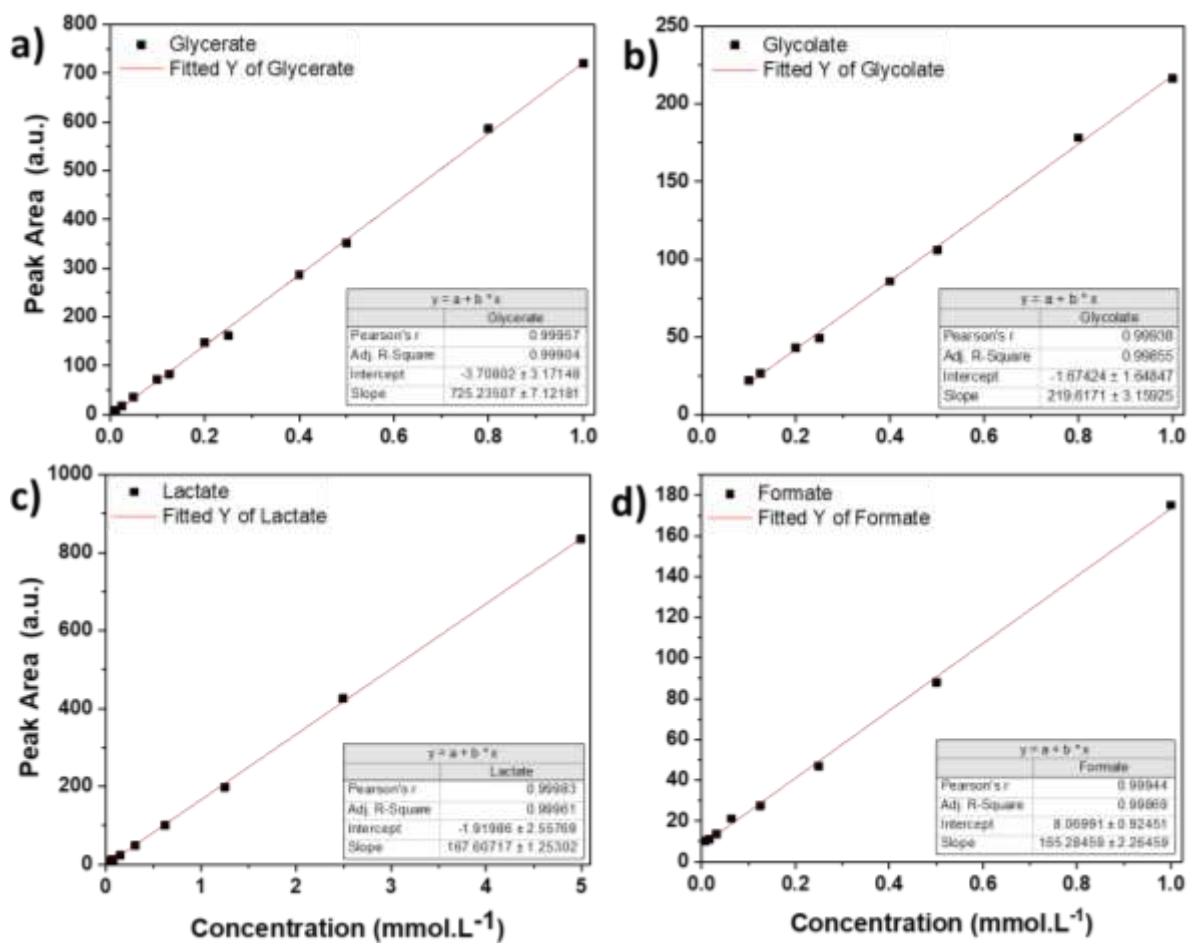 a)
Glycerate
Fitted Y of Glycerate
Peak Area (a.u.)
800
700
600
500
400
300
200
100
0
0.0 0.2 0.4 0.6 0.8 1.0
y = a + b * x
Glycerate
Pearson's r 0.99957
Adj. R-Square 0.99904
Intercept -3.70802 ± 3.17148
Slope 725.23507 ± 7.12181
b)
Glycolate
Fitted Y of Glycolate
250
200
150
100
50
0
0.0 0.2 0.4 0.6 0.8 1.0
y = a + b * x
Glycolate
Pearson's r 0.99938
Adj. R-Square 0.99855
Intercept -1.67424 ± 1.64847
Slope 219.6171 ± 3.15925
c)
Lactate
Fitted Y of Lactate
Peak Area (a.u.)
1000
800
600
400
200
0
0 1 2 3 4 5
y = a + b * x
Lactate
Pearson's r 0.99983
Adj. R-Square 0.99961
Intercept -1.91986 ± 2.55769
Slope 167.60717 ± 1.25302
Concentration (mmol.L-1)
d)
Formate
Fitted Y of Formate
180
160
140
120
100
80
60
40
20
0
0.0 0.2 0.4 0.6 0.8 1.0
y = a + b * x
Formate
Pearson's r 0.99944
Adj. R-Square 0.99869
Intercept 8.06991 ± 0.92451
Slope 165.28459 ± 2.26459
Concentration (mmol.L-1)